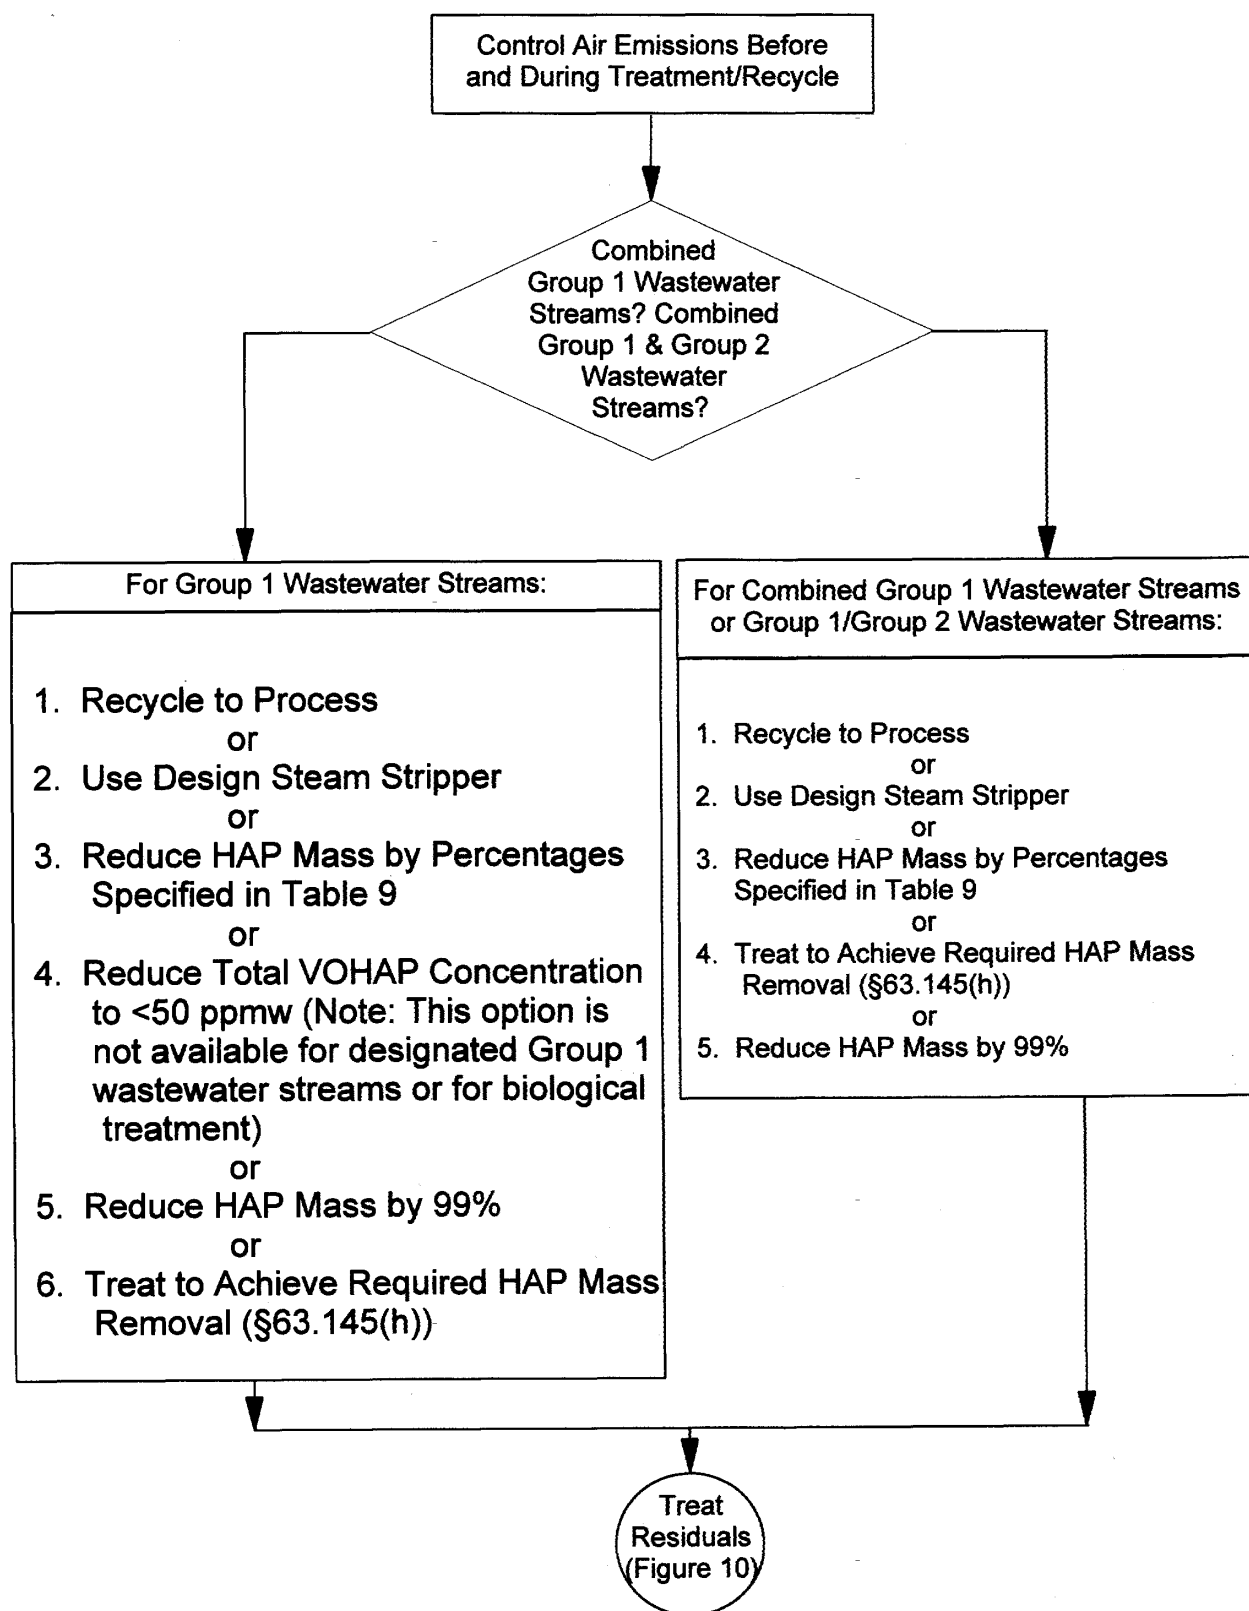 Control Air Emissions Before
and During Treatment/Recycle
Combined
Group 1 Wastewater
Streams? Combined
Group 1 & Group 2
Wastewater
Streams?
For Group 1 Wastewater Streams:
1. Recycle to Process
or
2. Use Design Steam Stripper
or
3. Reduce HAP Mass by Percentages
Specified in Table 9
or
4. Reduce Total VOHAP Concentration
to <50 ppmw (Note: This option is
not available for designated Group 1
wastewater streams or for biological
treatment)
or
5. Reduce HAP Mass by 99%
or
6. Treat to Achieve Required HAP Mass
Removal (§63.145(h))
For Combined Group 1 Wastewater Streams
or Group 1/Group 2 Wastewater Streams:
1. Recycle to Process
or
2. Use Design Steam Stripper
or
3. Reduce HAP Mass by Percentages
Specified in Table 9
or
4. Treat to Achieve Required HAP Mass
Removal (§63.145(h))
or
5. Reduce HAP Mass by 99%
Treat
Residuals
(Figure 10)